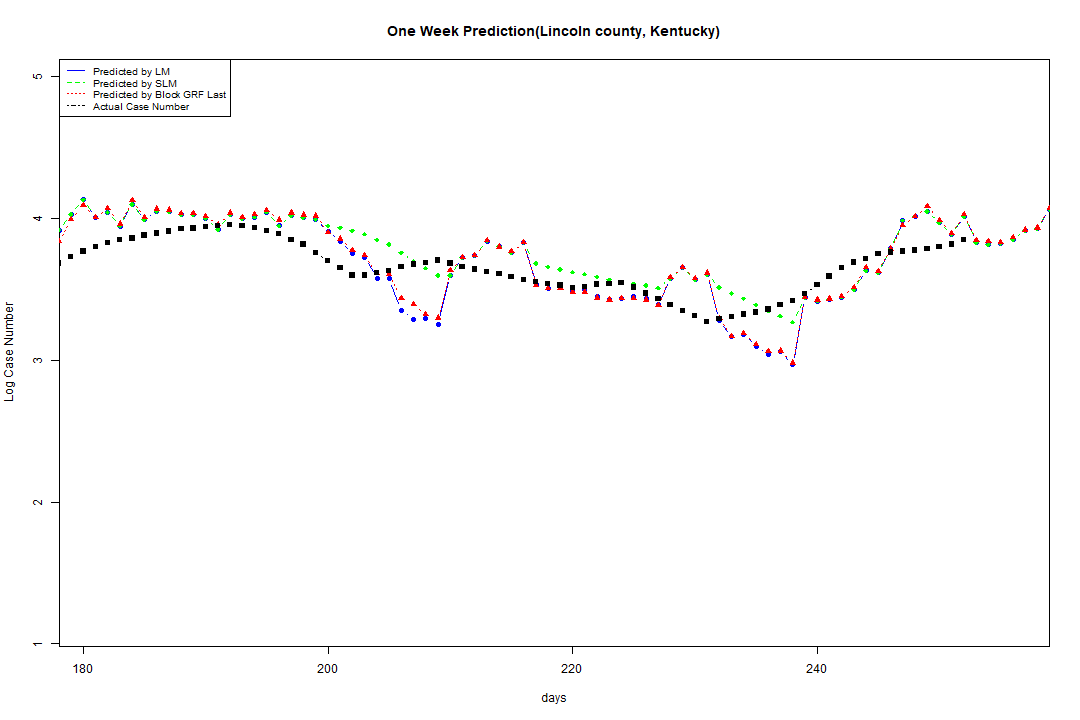 One Week Prediction(Lincoln county, Kentucky)
Predicted by LM
Predicted by SLM
Predicted by Block GRF Last
Actual Case Number
5
4
3
2
1
Log Case Number
180 200 220 240
days